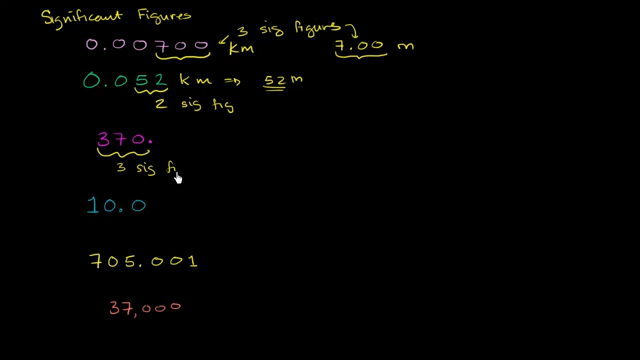 Significant Figures
3 sig figures
0.00700 km 7.00 m
0.052 km ⇒ 52 m
2 sig fig
370.
3 sig fi
10.0
705.001
37,000